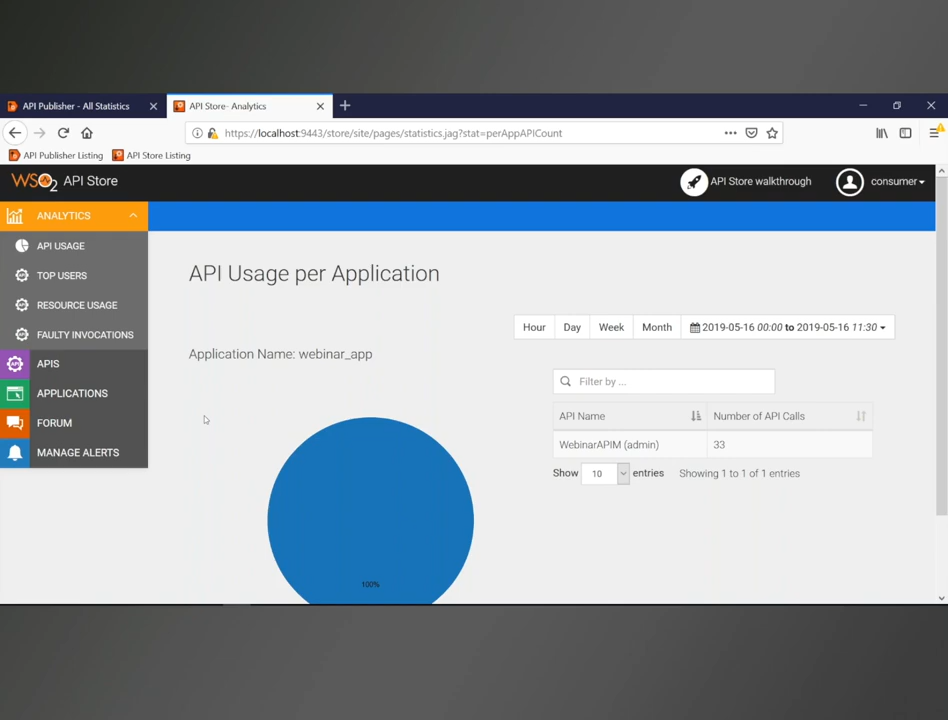 API Publisher - All Statistics
API Store- Analytics
https://localhost:9443/store/site/pages/statistics.jag?stat=perAppAPICount
API Publisher Listing
API Store Listing
WSO2 API Store
API Store walkthrough
consumer
ANALYTICS
API USAGE
TOP USERS
RESOURCE USAGE
FAULTY INVOCATIONS
APIS
APPLICATIONS
FORUM
MANAGE ALERTS
API Usage per Application
Hour Day Week Month 2019-05-16 00:00 to 2019-05-16 11:30
Application Name: webinar_app
Filter by ...
API Name Number of API Calls
WebinarAPIM (admin) 33
Show 10 entries Showing 1 to 1 of 1 entries
100%